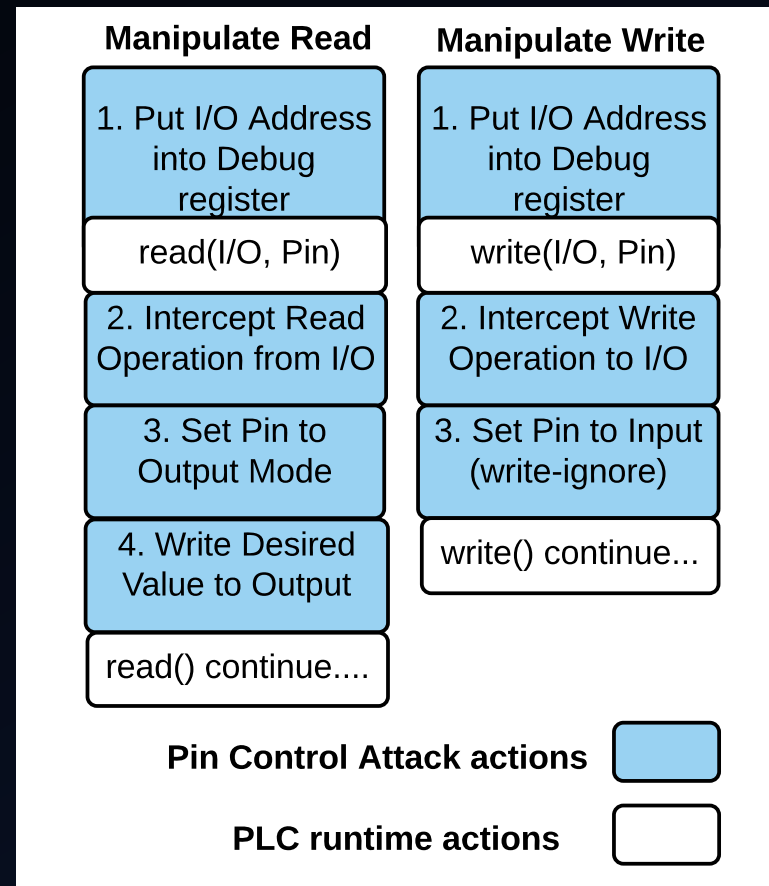 Manipulate Read
1. Put I/O Address
into Debug
register
read(I/O, Pin)
2. Intercept Read
Operation from I/O
3. Set Pin to
Output Mode
4. Write Desired
Value to Output
read() continue....
Manipulate Write
1. Put I/O Address
into Debug
register
write(I/O, Pin)
2. Intercept Write
Operation to I/O
3. Set Pin to Input
(write-ignore)
write() continue...
Pin Control Attack actions
PLC runtime actions